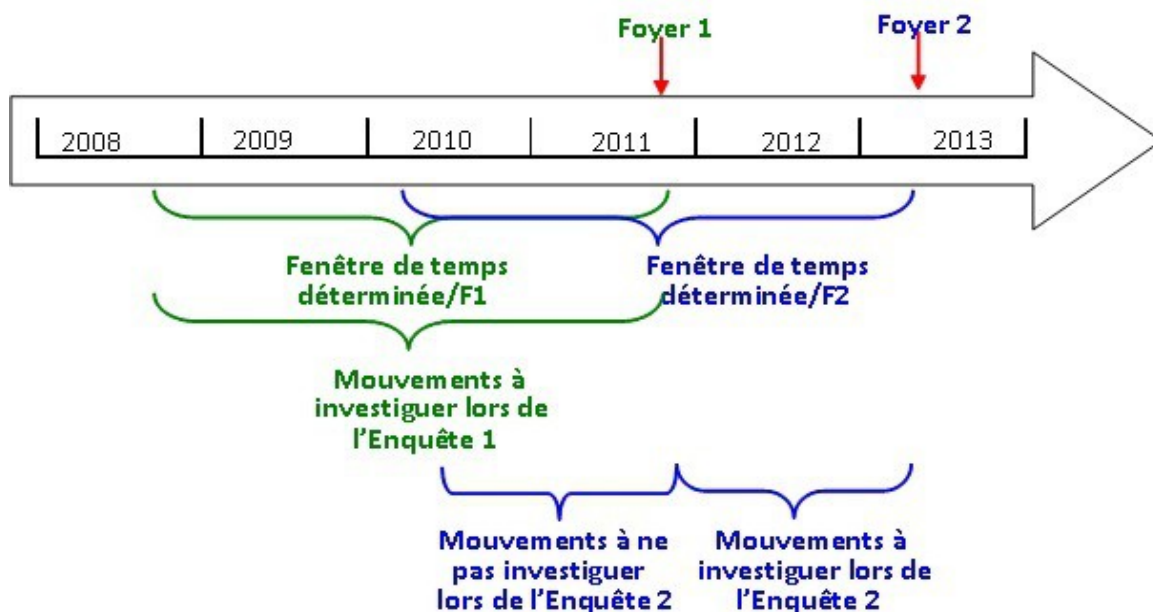 Foyer 1
Foyer 2
2008
2009
2010
2011
2012
2013
Fenêtre de temps
déterminée/F1
Fenêtre de temps
déterminée/F2
Mouvements à
investiguer lors de
l'Enquête 1
Mouvements à ne
pas investiguer
lors de l'Enquête 2
Mouvements à
investiguer lors de
l'Enquête 2